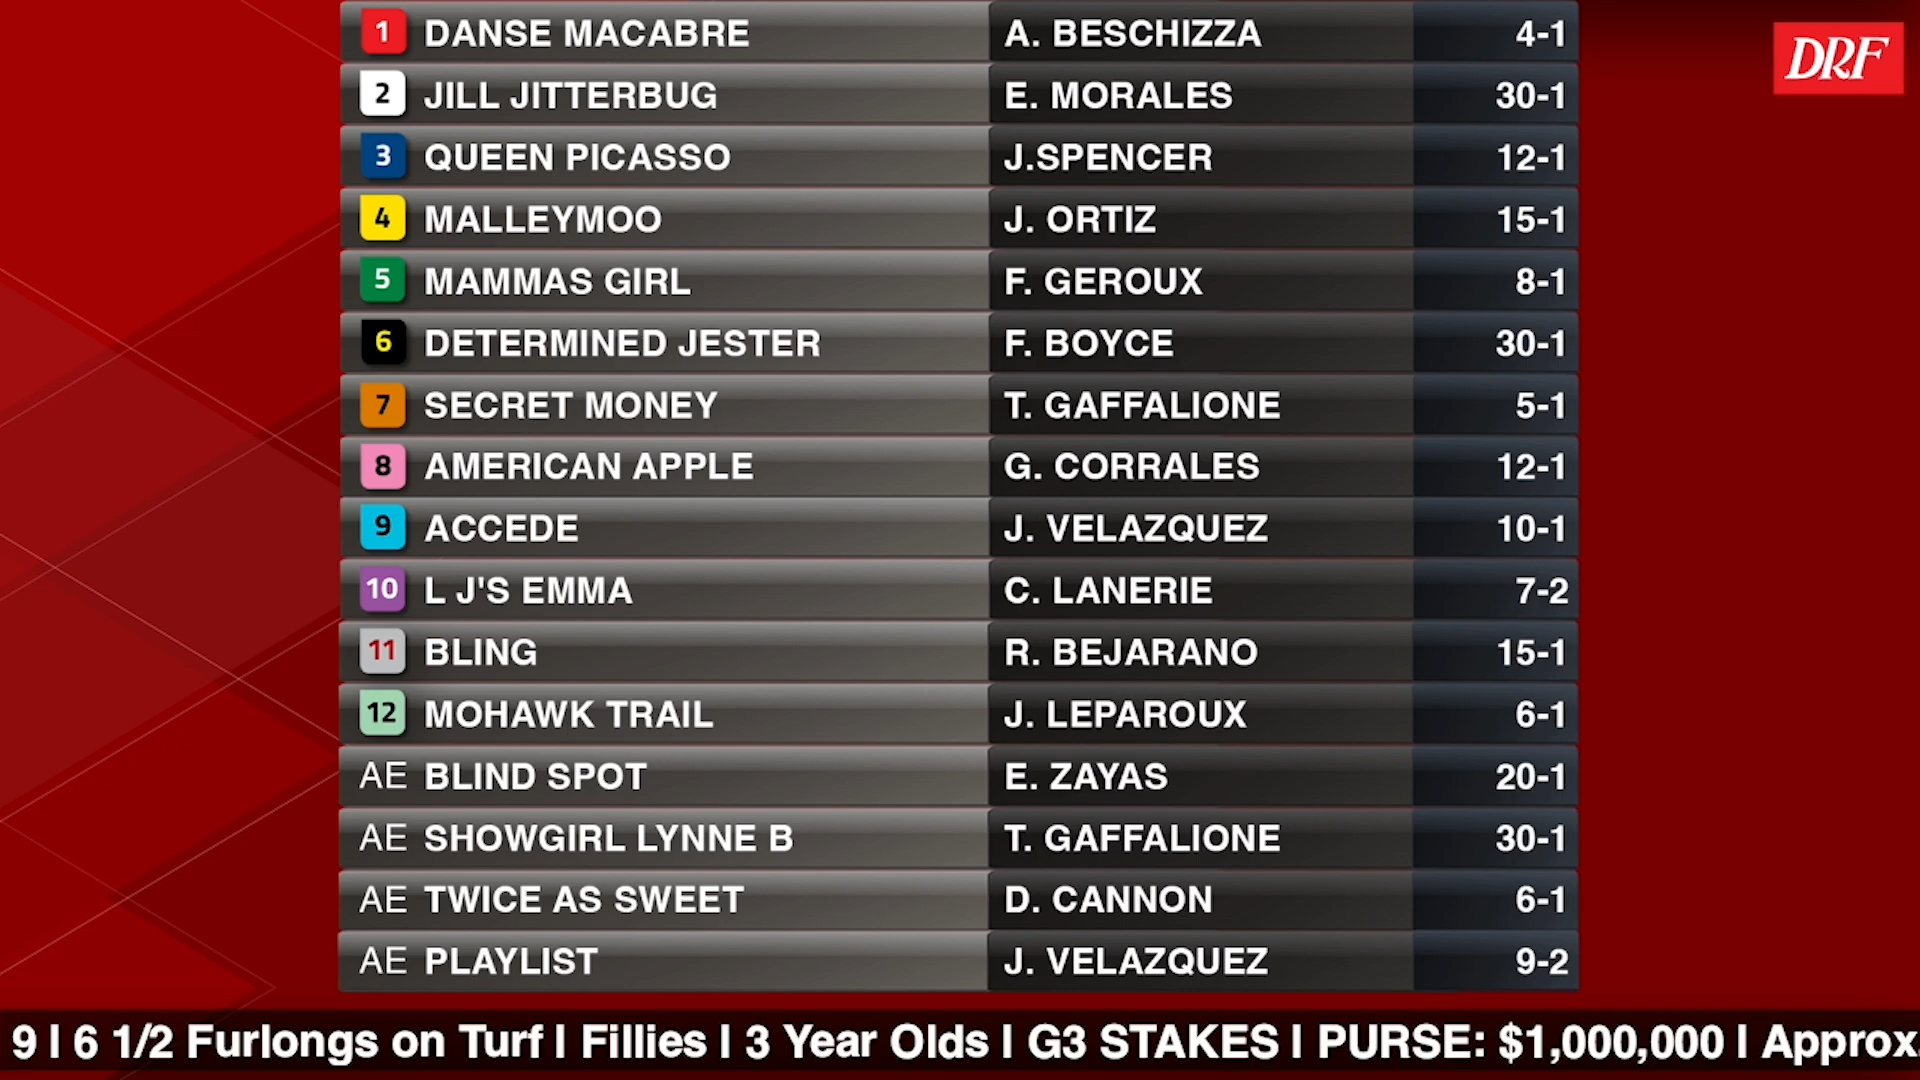 1 DANSE MACABRE A. BESCHIZZA 4-1
DRF
2 JILL JITTERBUG E. MORALES 30-1
3 QUEEN PICASSO J.SPENCER 12-1
4 MALLEYMOO J. ORTIZ 15-1
5 MAMMAS GIRL F. GEROUX 8-1
6 DETERMINED JESTER F. BOYCE 30-1
7 SECRET MONEY T. GAFFALIONE 5-1
8 AMERICAN APPLE G. CORRALES 12-1
9 ACCEDE J. VELAZQUEZ 10-1
10 L J'S EMMA C. LANERIE 7-2
11 BLING R. BEJARANO 15-1
12 MOHAWK TRAIL J. LEPAROUX 6-1
AE BLIND SPOT E. ZAYAS 20-1
AE SHOWGIRL LYNNE B T. GAFFALIONE 30-1
AE TWICE AS SWEET D. CANNON 6-1
AE PLAYLIST J. VELAZQUEZ 9-2
9 | 6 1/2 Furlongs on Turf | Fillies | 3 Year Olds | G3 STAKES | PURSE: $1,000,000 | Approx.